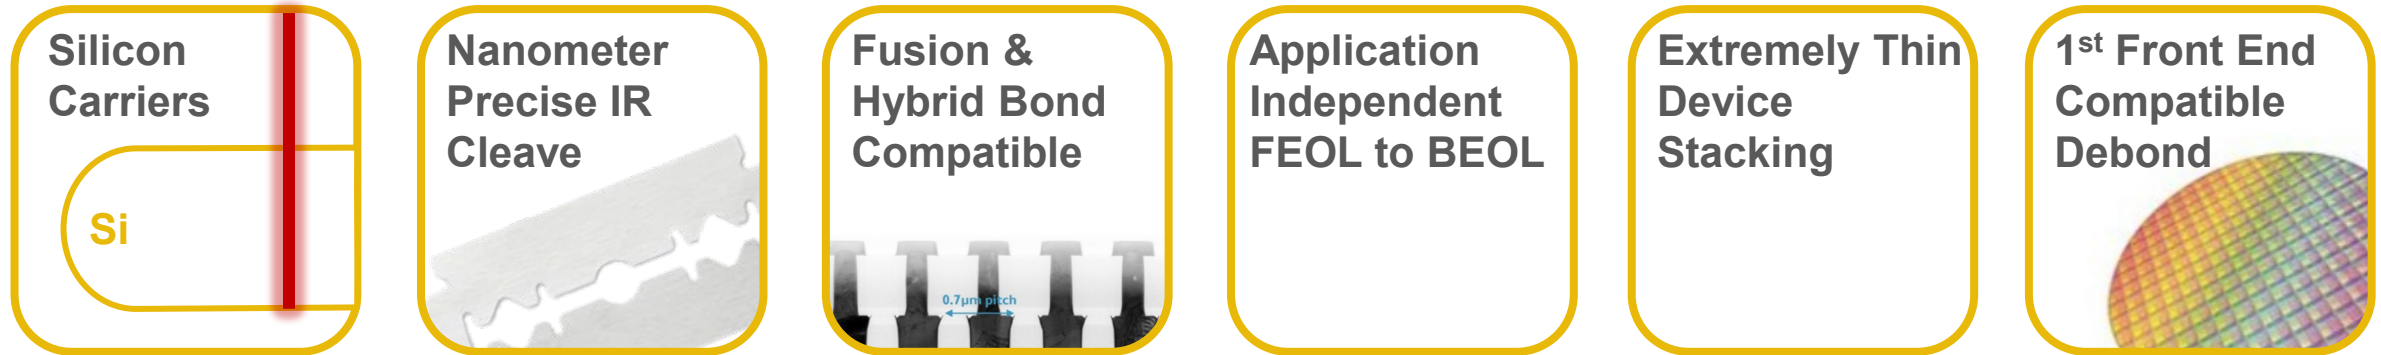 Silicon
Carriers
Si
Nanometer
Precise IR
Cleave
Fusion &
Hybrid Bond
Compatible
0.7µm pitch
Application
Independent
FEOL to BEOL
Extremely Thin
Device
Stacking
1st Front End
Compatible
Debond